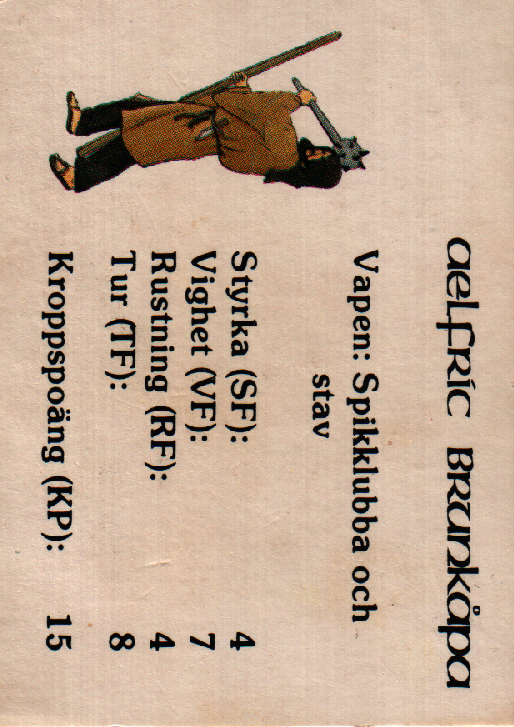 aelfríc Brunkåpa
Vapen: Spikklubba och
stav
Styrka (SF): 4
Vighet (VF): 7
Rustning (RF): 4
Tur (TF): 8
Kroppspoäng (KP): 15